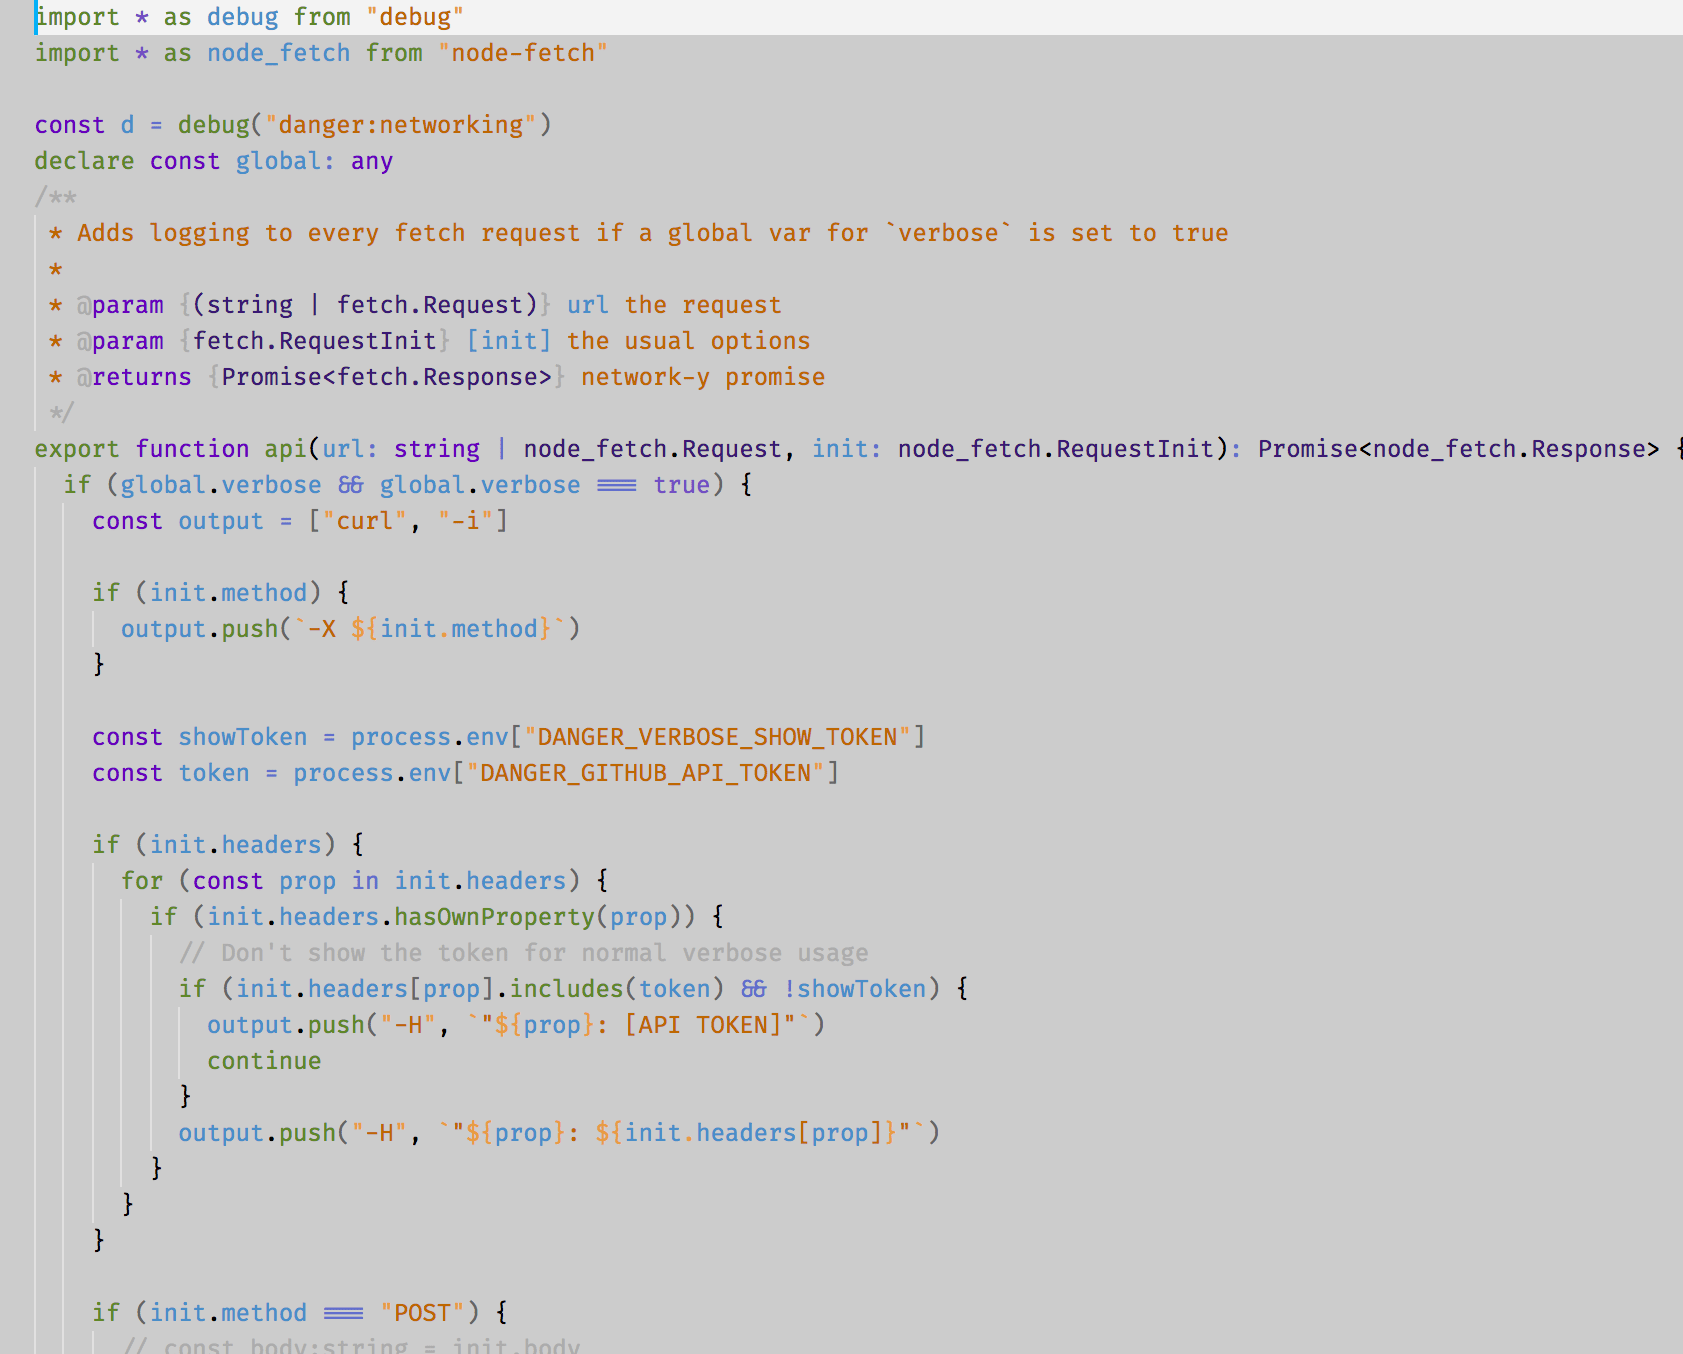 import * as debug from "debug"
import * as node_fetch from "node-fetch"
const d = debug("danger:networking")
declare const global: any
/**
* Adds logging to every fetch request if a global var for `verbose` is set to true
*
* @param {(string | fetch.Request)} url the request
* @param {fetch.RequestInit} [init] the usual options
* @returns {Promise<fetch.Response>} network-y promise
*/
export function api(url: string | node_fetch.Request, init: node_fetch.RequestInit): Promise<node_fetch.Response> {
if (global.verbose && global.verbose === true) {
const output = ["curl", "-i"]
if (init.method) {
output.push(`-X ${init.method}`)
}
const showToken = process.env["DANGER_VERBOSE_SHOW_TOKEN"]
const token = process.env["DANGER_GITHUB_API_TOKEN"]
if (init.headers) {
for (const prop in init.headers) {
if (init.headers.hasOwnProperty(prop)) {
// Don't show the token for normal verbose usage
if (init.headers[prop].includes(token) && !showToken) {
output.push("-H", `"${prop}: [API TOKEN]"`)
continue
}
output.push("-H", `"${prop}: ${init.headers[prop]}"`)
}
}
}
if (init.method === "POST") {
// const body:string = init.body